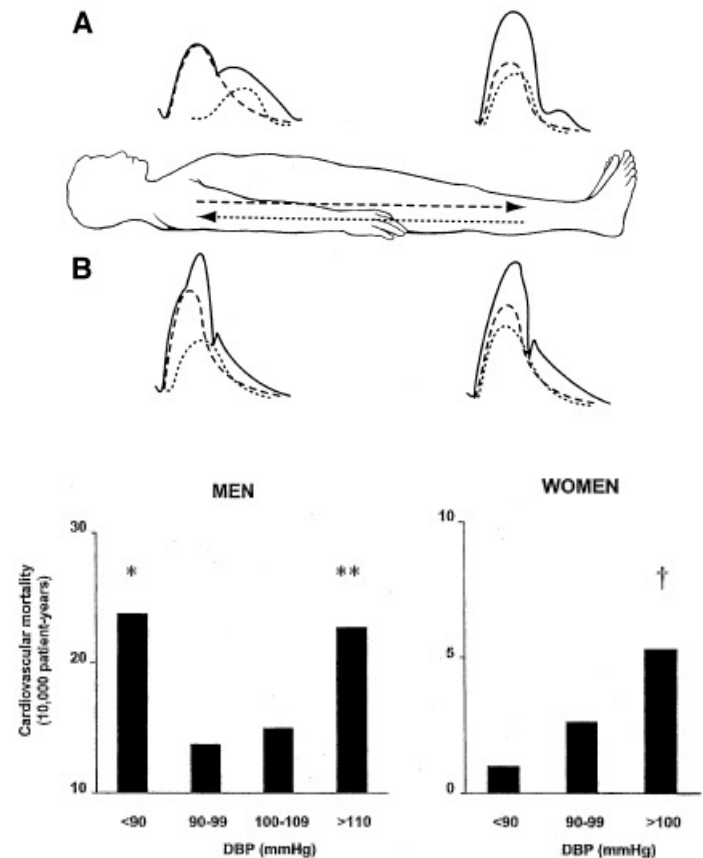 A
B
MEN
WOMEN
Cardiovascular mortality
(10,000 patient-years)
30
20
10
*
**
<90
90-99
100-109
>110
DBP (mmHg)
10
5
0
†
<90
90-99
>100
DBP (mmHg)